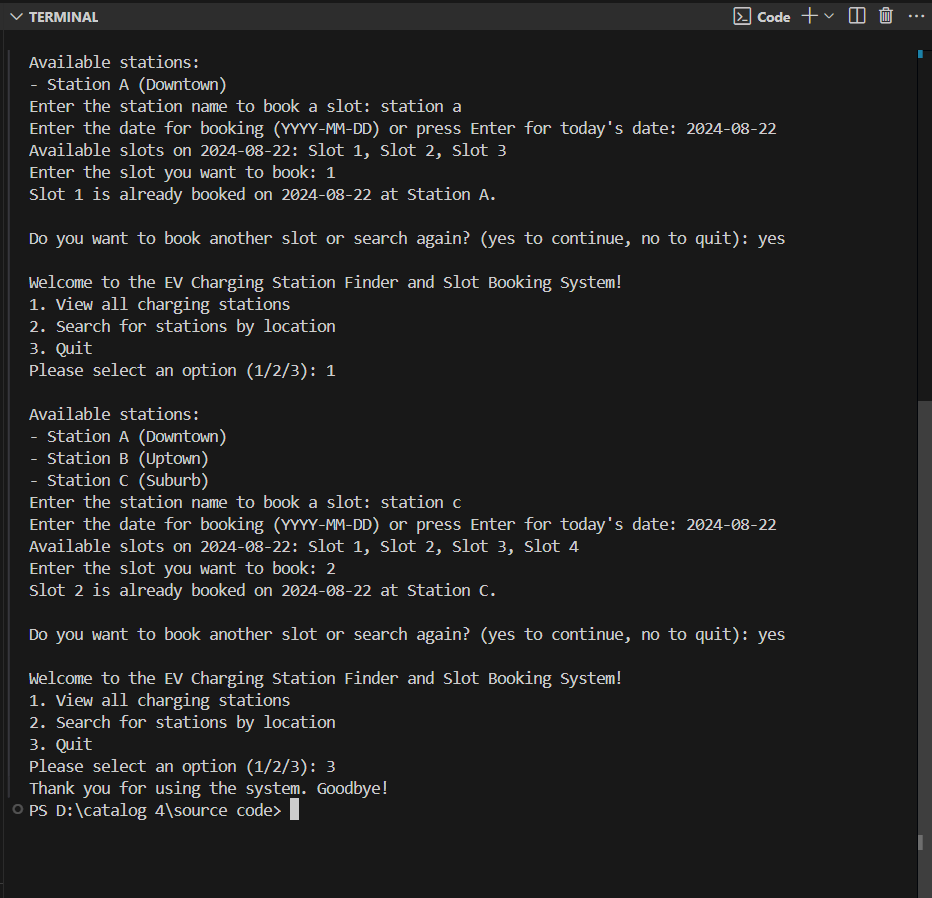 TERMINAL
Code
Available stations:
- Station A (Downtown)
Enter the station name to book a slot: station a
Enter the date for booking (YYYY-MM-DD) or press Enter for today's date: 2024-08-22
Available slots on 2024-08-22: Slot 1, Slot 2, Slot 3
Enter the slot you want to book: 1
Slot 1 is already booked on 2024-08-22 at Station A.
Do you want to book another slot or search again? (yes to continue, no to quit): yes
Welcome to the EV Charging Station Finder and Slot Booking System!
1. View all charging stations
2. Search for stations by location
3. Quit
Please select an option (1/2/3): 1
Available stations:
- Station A (Downtown)
- Station B (Uptown)
- Station C (Suburb)
Enter the station name to book a slot: station c
Enter the date for booking (YYYY-MM-DD) or press Enter for today's date: 2024-08-22
Available slots on 2024-08-22: Slot 1, Slot 2, Slot 3, Slot 4
Enter the slot you want to book: 2
Slot 2 is already booked on 2024-08-22 at Station C.
Do you want to book another slot or search again? (yes to continue, no to quit): yes
Welcome to the EV Charging Station Finder and Slot Booking System!
1. View all charging stations
2. Search for stations by location
3. Quit
Please select an option (1/2/3): 3
Thank you for using the system. Goodbye!
PS D:\catalog 4\source code>